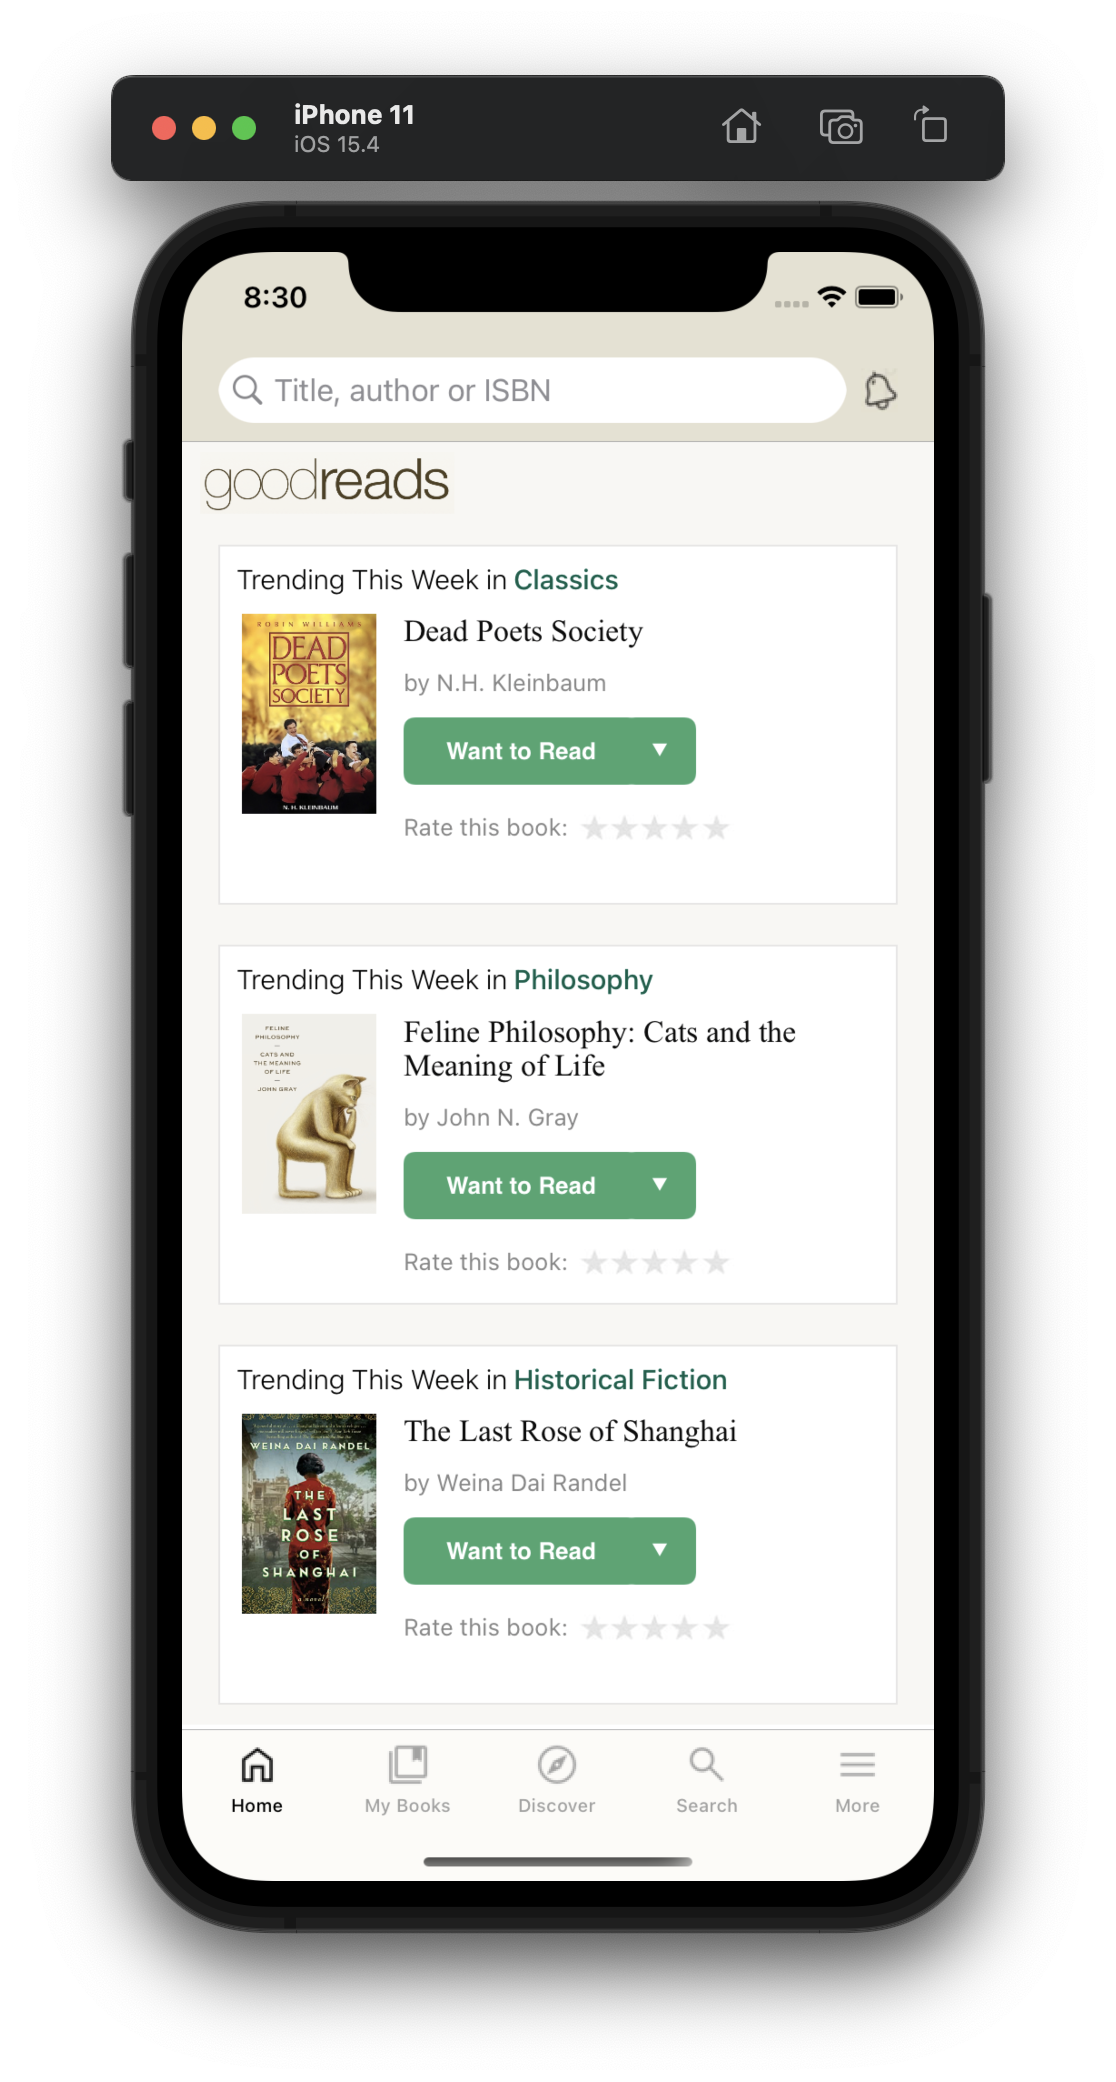 iPhone 11
iOS 15.4
8:30
Title, author or ISBN
goodreads
Trending This Week in Classics
ROBIN WILLIAMS
DEAD
POETS
SOCIETY
N. H. KLEINBAUM
Dead Poets Society
by N.H. Kleinbaum
Want to Read
Rate this book:
Trending This Week in Philosophy
FELINE
PHILOSOPHY
CATS AND
THE MEANING
OF LIFE
JOHN GRAY
Feline Philosophy: Cats and the
Meaning of Life
by John N. Gray
Want to Read
Rate this book:
Trending This Week in Historical Fiction
WEINA DAI RANDEL
THE
LAST
ROSE
OF
SHANGHAI
a novel
The Last Rose of Shanghai
by Weina Dai Randel
Want to Read
Rate this book:
Home
My Books
Discover
Search
More